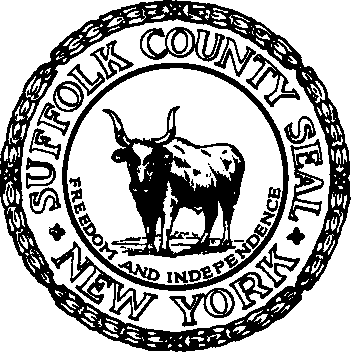 SUFFOLK COUNTY SEAL
NEW YORK
FREEDOM AND INDEPENDENCE